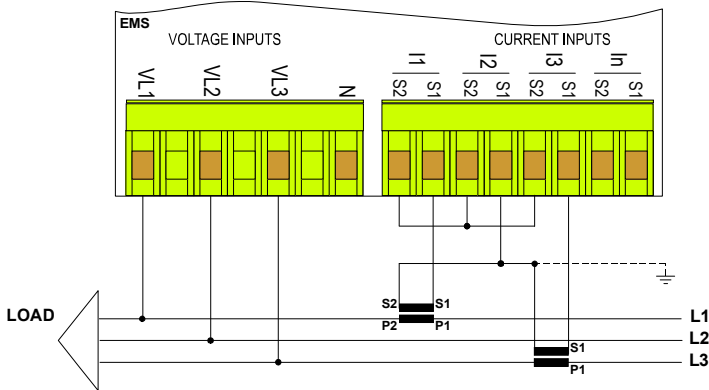 EMS
VOLTAGE INPUTS
CURRENT INPUTS
I1 I2 I3 In
VL1 VL2 VL3 N
S2 S1 S2 S1 S2 S1 S2 S1
S2 S1
LOAD
L1
P2 P1
L2
S1
L3
P1